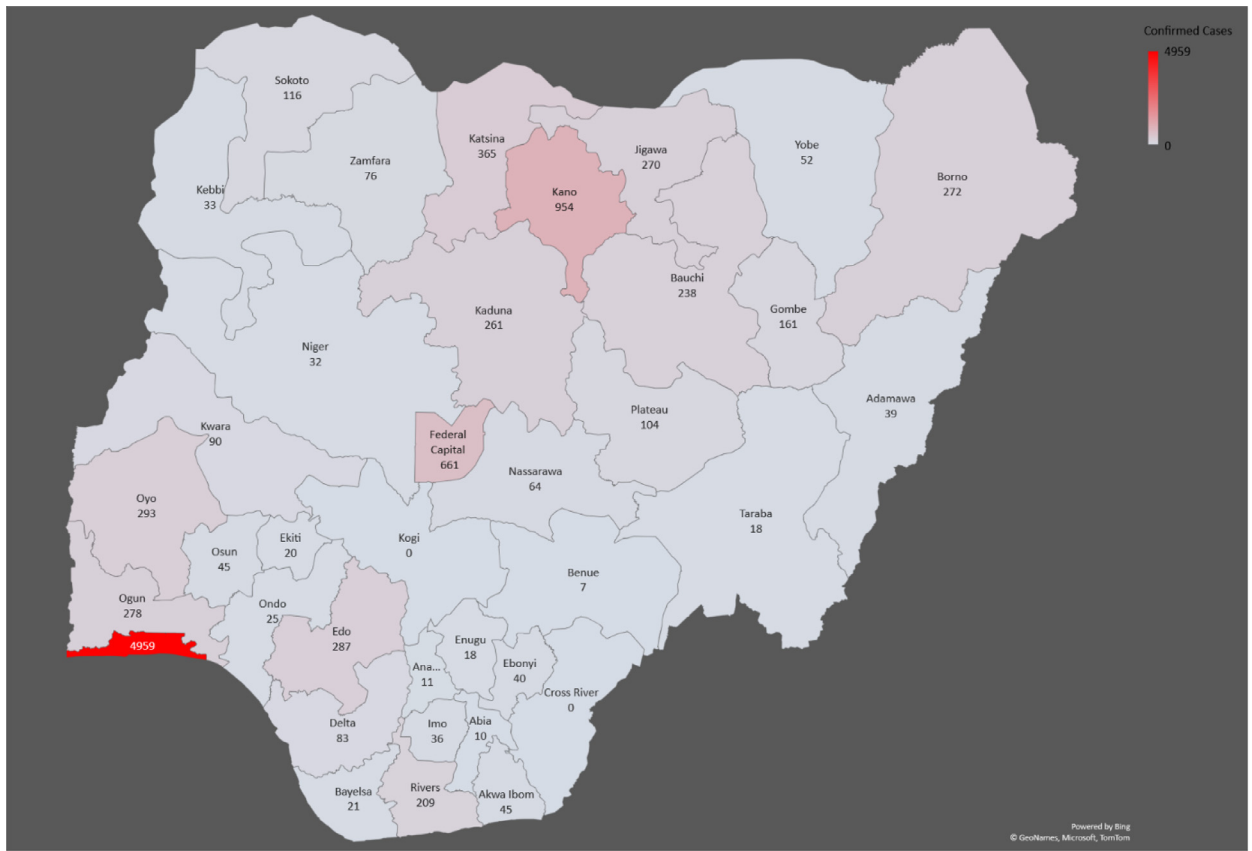 Confirmed Cases
4959
0
Sokoto
116
Katsina
365
Jigawa
270
Yobe
52
Zamfara
76
Borno
272
Kebbi
33
Kano
954
Bauchi
238
Gombe
161
Kaduna
261
Niger
32
Adamawa
39
Plateau
104
Kwara
90
Federal
Capital
661
Nassarawa
64
Oyo
293
Taraba
18
Kogi
0
Ekiti
20
Osun
45
Benue
7
Ogun
278
Ondo
25
Edo
287
4959
Enugu
18
Ebonyi
40
Ana...
11
Cross River
0
Delta
83
Imo
36
Abia
10
Bayelsa
21
Rivers
209
Akwa Ibom
45
Powered by Bing
© GeoNames, Microsoft, TomTom